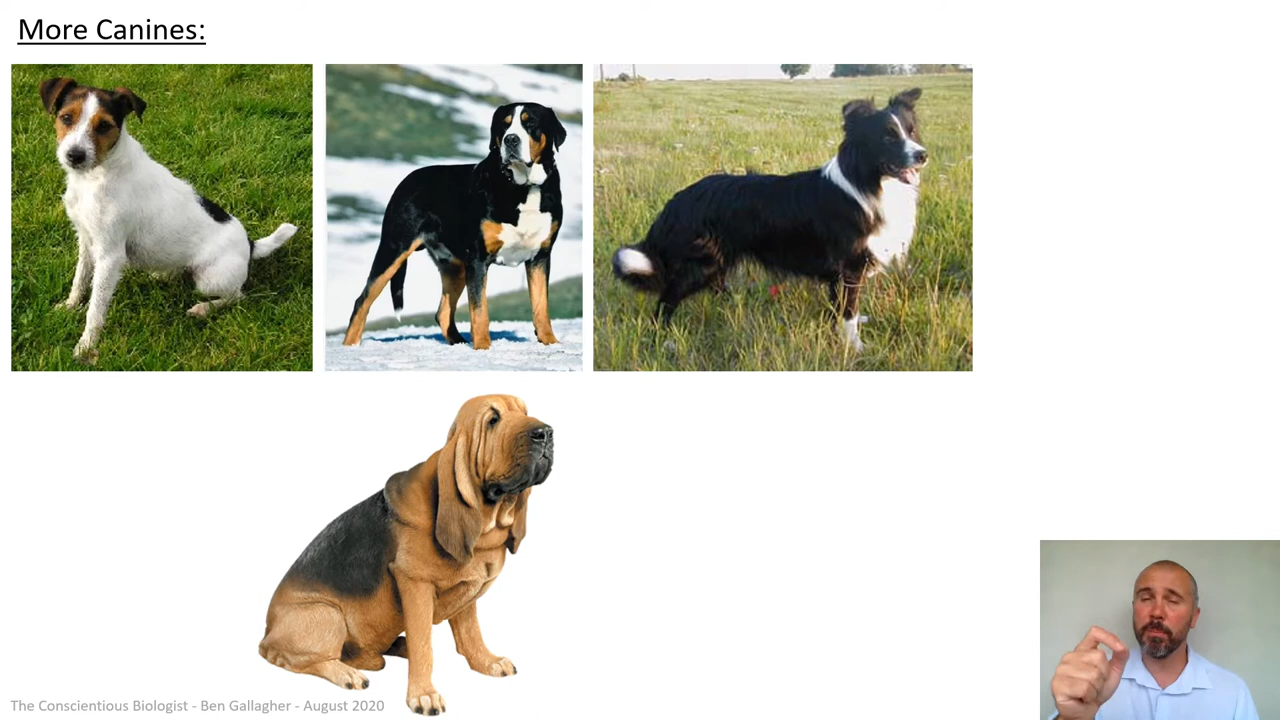 More Canines:
The Conscientious Biologist - Ben Gallagher - August 2020